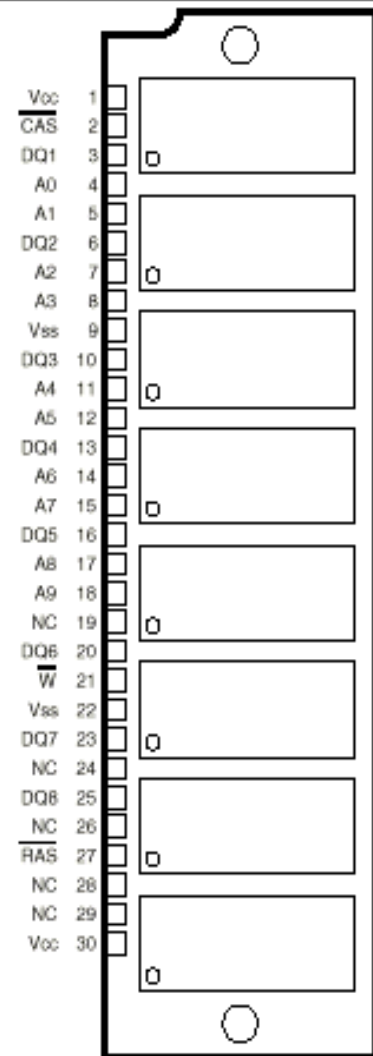 Vcc 1
C̅A̅S̅ 2
DQ1 3
A0 4
A1 5
DQ2 6
A2 7
A3 8
Vss 9
DQ3 10
A4 11
A5 12
DQ4 13
A6 14
A7 15
DQ5 16
A8 17
A9 18
NC 19
DQ6 20
W̅ 21
Vss 22
DQ7 23
NC 24
DQ8 25
NC 26
R̅A̅S̅ 27
NC 28
NC 29
Vcc 30